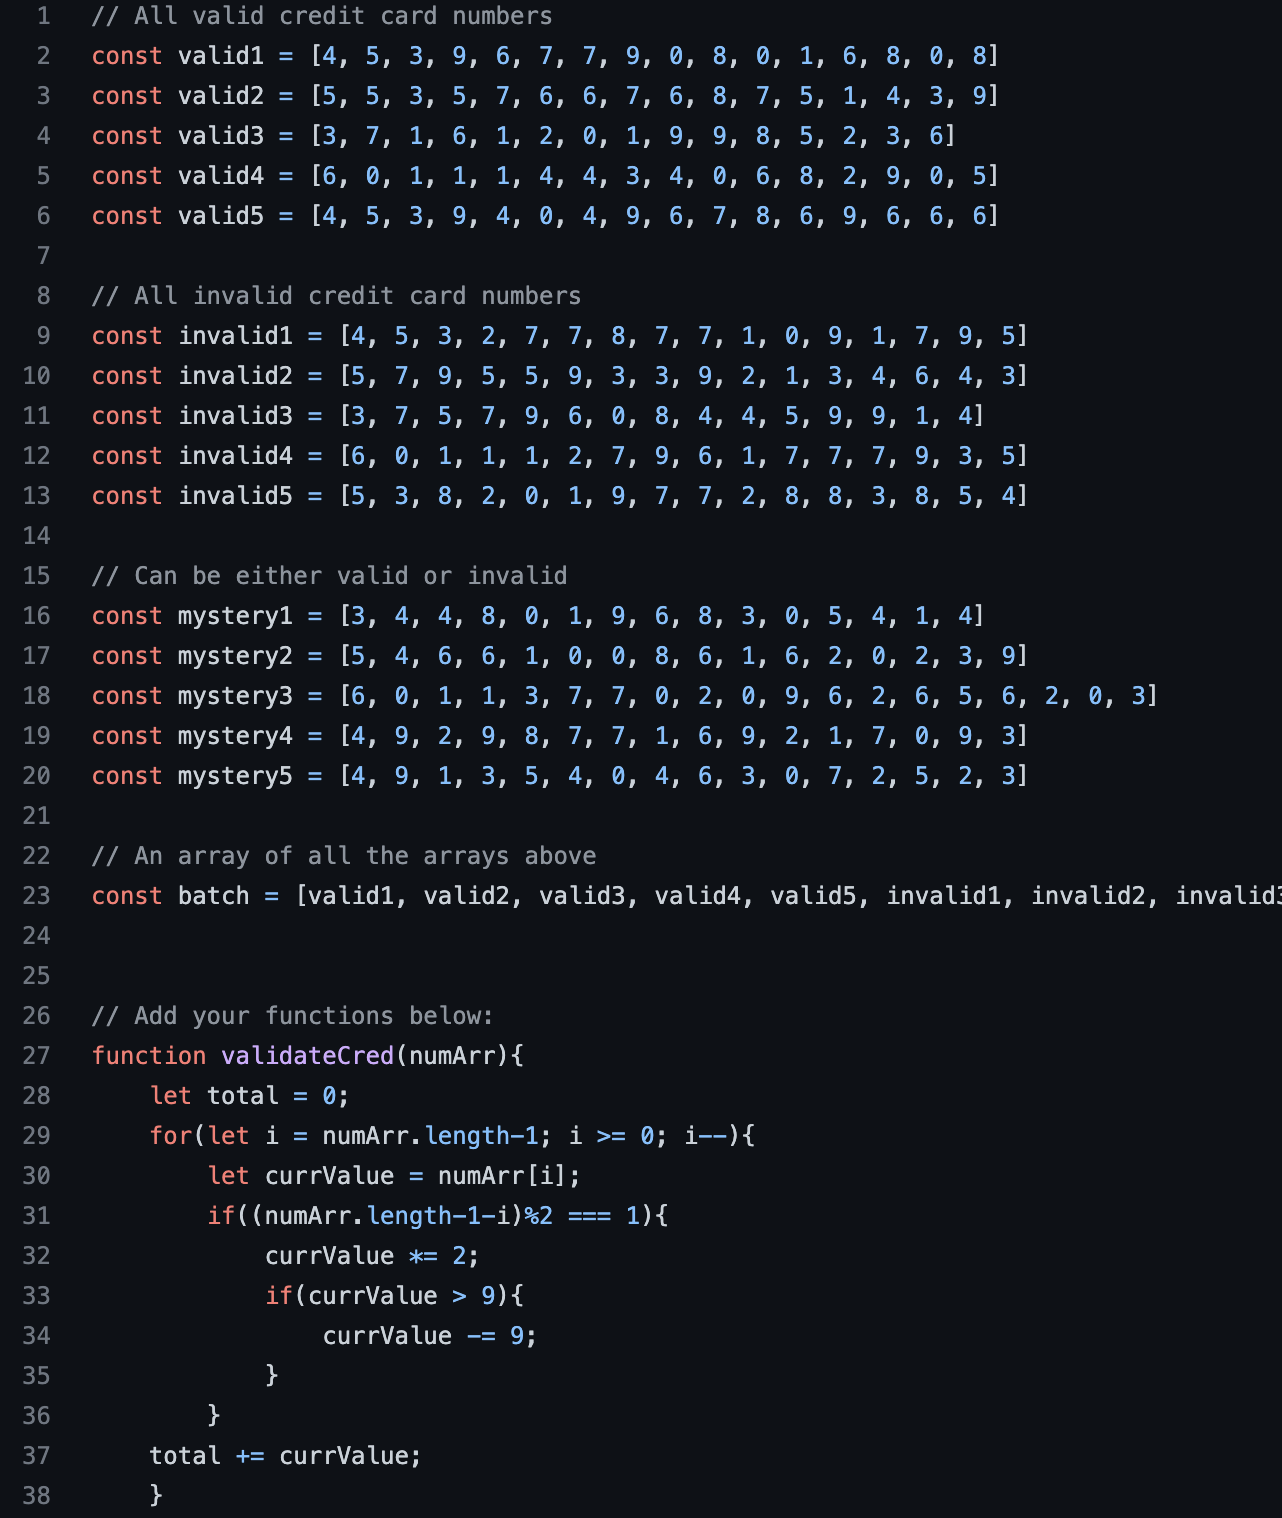 1 // All valid credit card numbers
2 const valid1 = [4, 5, 3, 9, 6, 7, 7, 9, 0, 8, 0, 1, 6, 8, 0, 8]
3 const valid2 = [5, 5, 3, 5, 7, 6, 6, 7, 6, 8, 7, 5, 1, 4, 3, 9]
4 const valid3 = [3, 7, 1, 6, 1, 2, 0, 1, 9, 9, 8, 5, 2, 3, 6]
5 const valid4 = [6, 0, 1, 1, 1, 4, 4, 3, 4, 0, 6, 8, 2, 9, 0, 5]
6 const valid5 = [4, 5, 3, 9, 4, 0, 4, 9, 6, 7, 8, 6, 9, 6, 6, 6]
7
8 // All invalid credit card numbers
9 const invalid1 = [4, 5, 3, 2, 7, 7, 8, 7, 7, 1, 0, 9, 1, 7, 9, 5]
10 const invalid2 = [5, 7, 9, 5, 5, 9, 3, 3, 9, 2, 1, 3, 4, 6, 4, 3]
11 const invalid3 = [3, 7, 5, 7, 9, 6, 0, 8, 4, 4, 5, 9, 9, 1, 4]
12 const invalid4 = [6, 0, 1, 1, 1, 2, 7, 9, 6, 1, 7, 7, 7, 9, 3, 5]
13 const invalid5 = [5, 3, 8, 2, 0, 1, 9, 7, 7, 2, 8, 8, 3, 8, 5, 4]
14
15 // Can be either valid or invalid
16 const mystery1 = [3, 4, 4, 8, 0, 1, 9, 6, 8, 3, 0, 5, 4, 1, 4]
17 const mystery2 = [5, 4, 6, 6, 1, 0, 0, 8, 6, 1, 6, 2, 0, 2, 3, 9]
18 const mystery3 = [6, 0, 1, 1, 3, 7, 7, 0, 2, 0, 9, 6, 2, 6, 5, 6, 2, 0, 3]
19 const mystery4 = [4, 9, 2, 9, 8, 7, 7, 1, 6, 9, 2, 1, 7, 0, 9, 3]
20 const mystery5 = [4, 9, 1, 3, 5, 4, 0, 4, 6, 3, 0, 7, 2, 5, 2, 3]
21
22 // An array of all the arrays above
23 const batch = [valid1, valid2, valid3, valid4, valid5, invalid1, invalid2, invalid3
24
25
26 // Add your functions below:
27 function validateCred(numArr){
28 let total = 0;
29 for(let i = numArr.length-1; i >= 0; i--){
30 let currValue = numArr[i];
31 if((numArr.length-1-i)%2 === 1){
32 currValue *= 2;
33 if(currValue > 9){
34 currValue -= 9;
35 }
36 }
37 total += currValue;
38 }